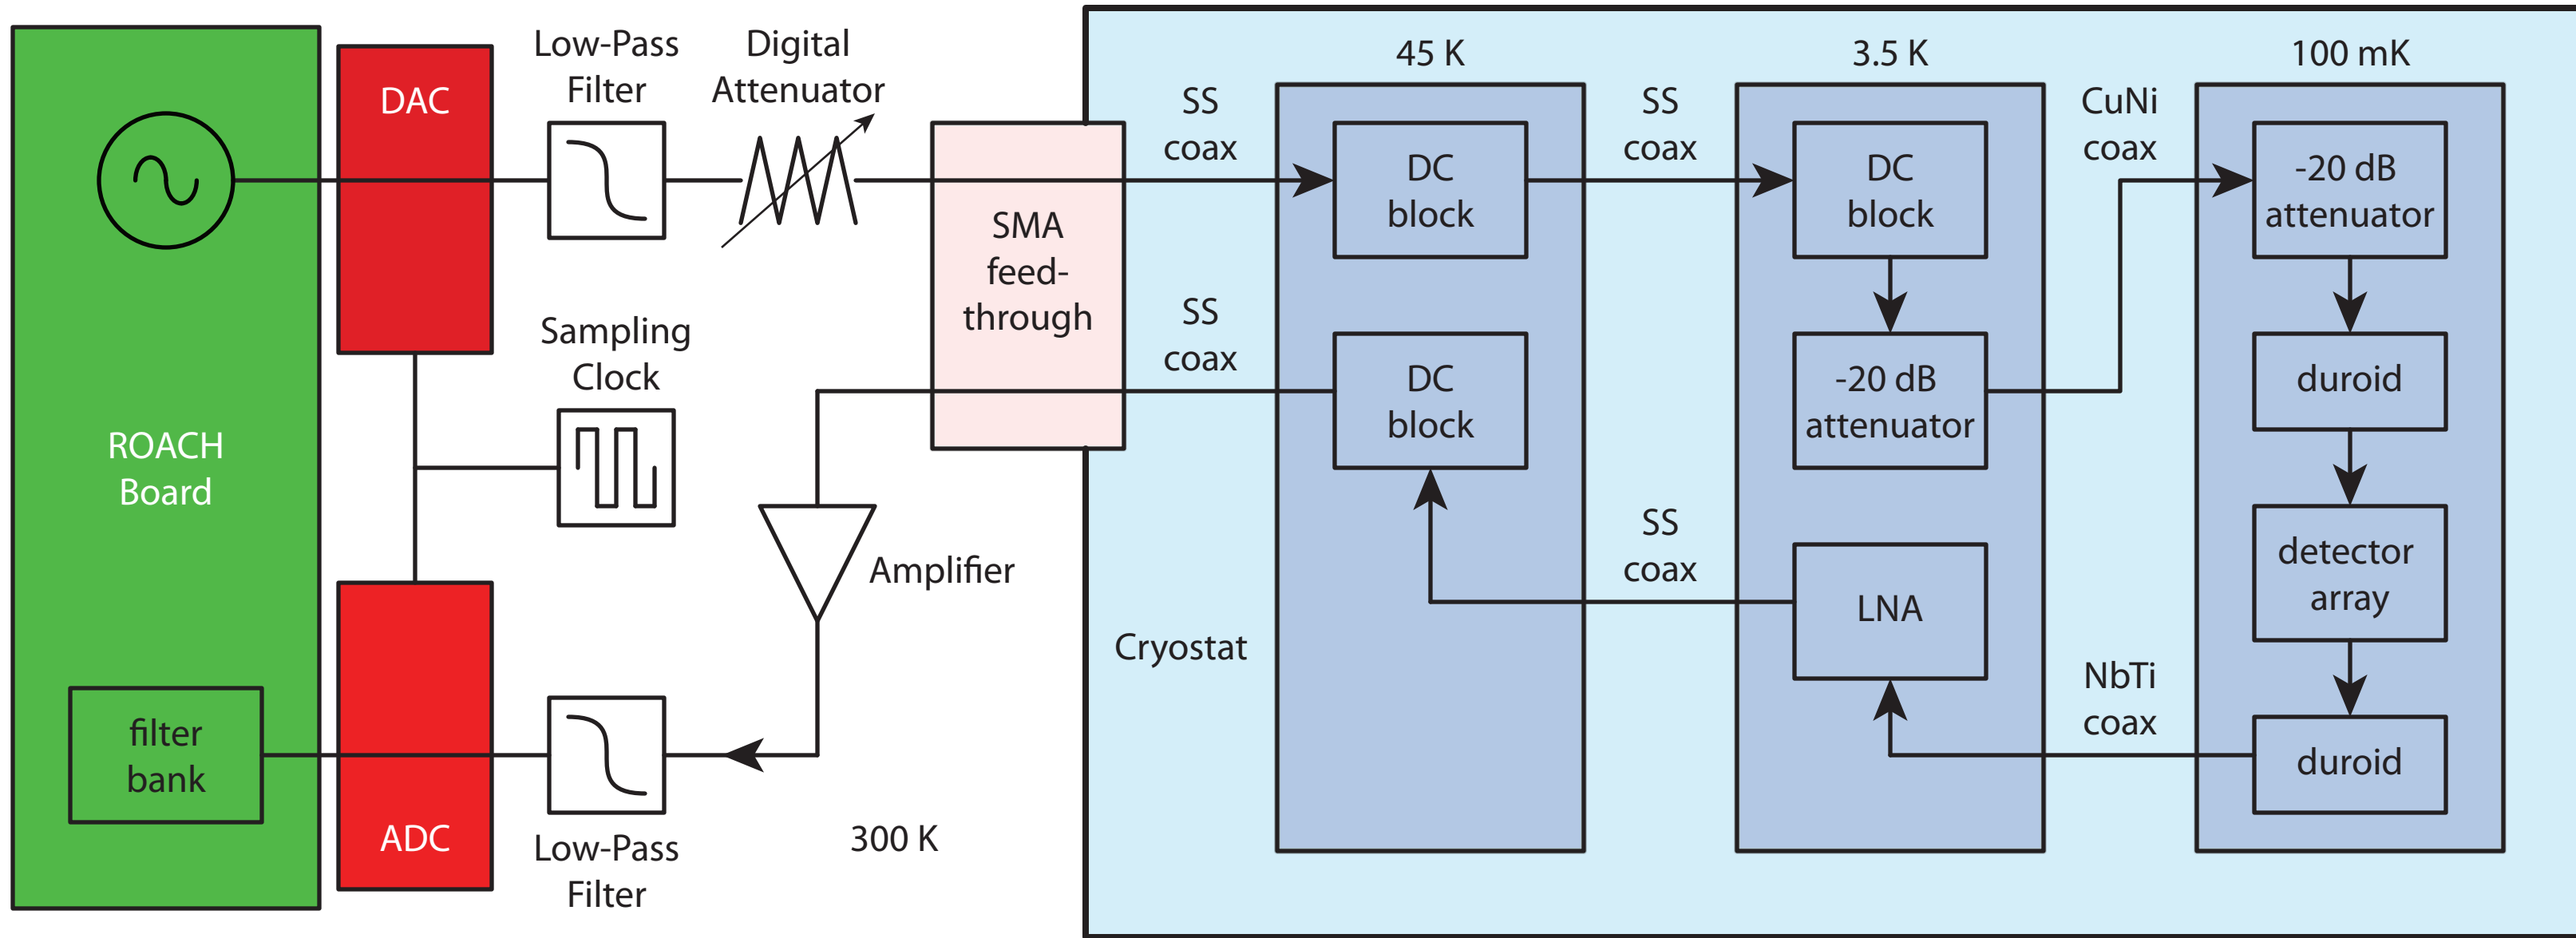 ROACH
Board
filter
bank
DAC
ADC
Low-Pass
Filter
Digital
Attenuator
Sampling
Clock
Amplifier
Low-Pass
Filter
300 K
SMA
feed-
through
Cryostat
SS
coax
SS
coax
45 K
DC
block
DC
block
SS
coax
SS
coax
3.5 K
DC
block
-20 dB
attenuator
LNA
CuNi
coax
NbTi
coax
100 mK
-20 dB
attenuator
duroid
detector
array
duroid